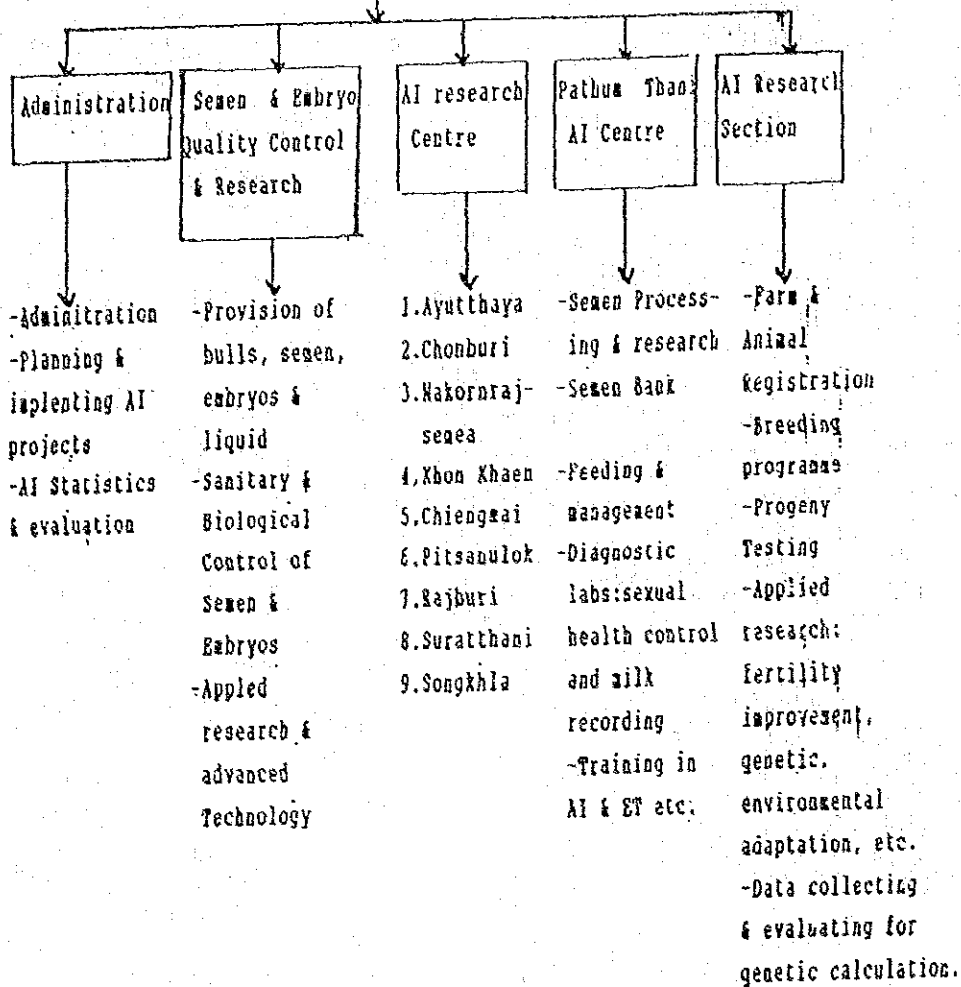 Administration
Semen & Embryo
Quality Control
& Research
AI research
Centre
Pathum Thani
AI Centre
AI Research
Section
-Adminitration
-Planning &
implenting AI
projects
-AI Statistics
& evaluation
-Provision of
bulls, semen,
embryos &
liquid
-Sanitary &
Biological
Control of
Semen &
Embryos
-Appled
research &
advanced
Technology
1.Ayutthaya
2.Chonburi
3.Nakornraj-
semea
4,Khon Khaen
5.Chiengmai
6.Pitsanulok
7.Rajburi
8.Suratthani
9.Songkhla
-Semen Process-
ing & research
-Semen Bank
-Feeding &
management
-Diagnostic
labs:sexual
health control
and milk
recording
-Training in
AI & ET etc.
-Farm &
Animal
Registration
-Breeding
programme
-Progeny
Testing
-Applied
research:
fertility
improvement,
genetic,
environmental
adaptation, etc.
-Data collecting
& evaluating for
genetic calculation.